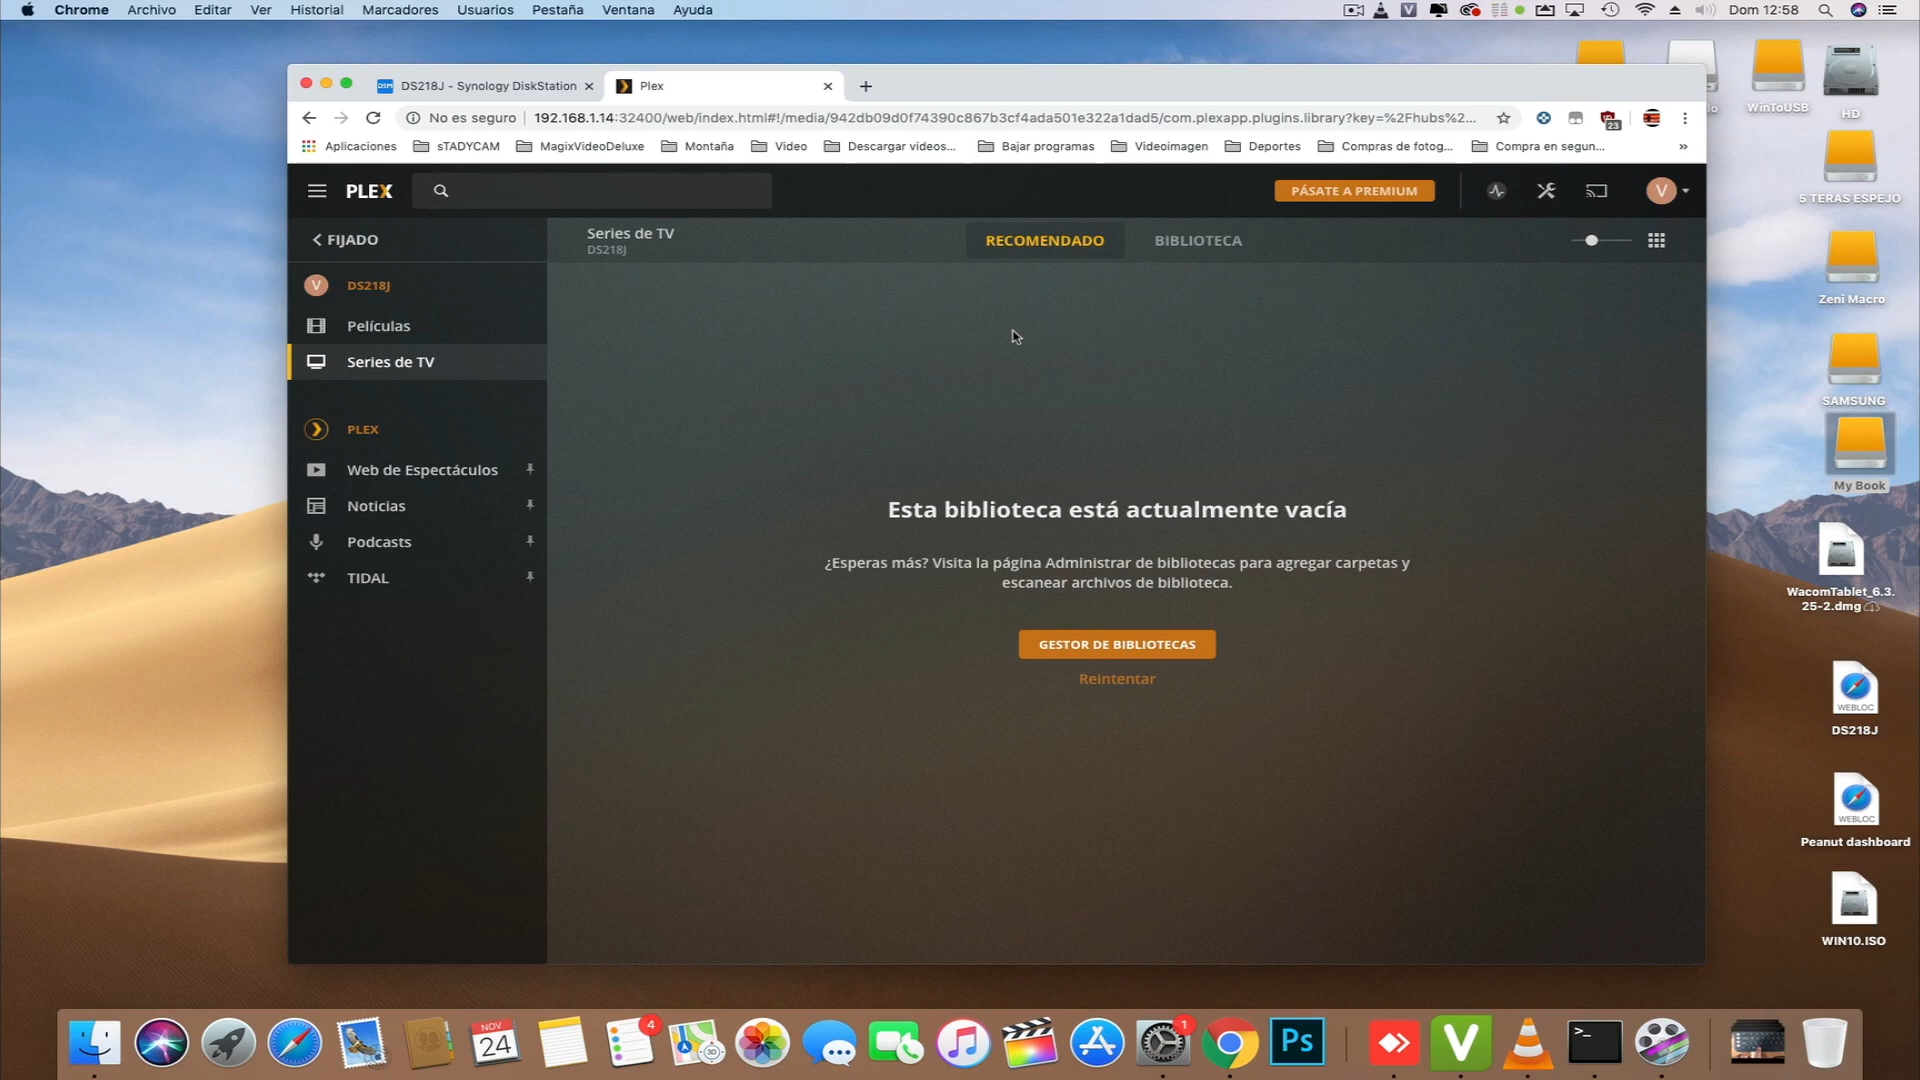 Chrome Archivo Editar Ver Historial Marcadores Usuarios Pestaña Ventana Ayuda
Dom 12:58
DSM DS218J - Synology DiskStation
Plex
No es seguro 192.168.1.14:32400/web/index.html#!/media/942db09d0f74390c867b3cf4ada501e322a1dad5/com.plexapp.plugins.library?key=%2Fhubs%2...
23
Aplicaciones sTADYCAM MagixVideoDeluxe Montaña Video Descargar videos... Bajar programas Videoimagen Deportes Compras de fotog... Compra en segun... »
PLEX
PÁSATE A PREMIUM
V
FIJADO
Series de TV
DS218J
RECOMENDADO
BIBLIOTECA
V DS218J
Películas
Series de TV
PLEX
Web de Espectáculos
Noticias
Podcasts
TIDAL
Esta biblioteca está actualmente vacía
¿Esperas más? Visita la página Administrar de bibliotecas para agregar carpetas y
escanear archivos de biblioteca.
GESTOR DE BIBLIOTECAS
Reintentar
WinToUSB
HD
5 TERAS ESPEJO
Zeni Macro
SAMSUNG
My Book
WacomTablet_6.3.
25-2.dmg
WEBLOC
DS218J
WEBLOC
Peanut dashboard
WIN10.ISO
NOV
24
4
1
Ps
V
>_